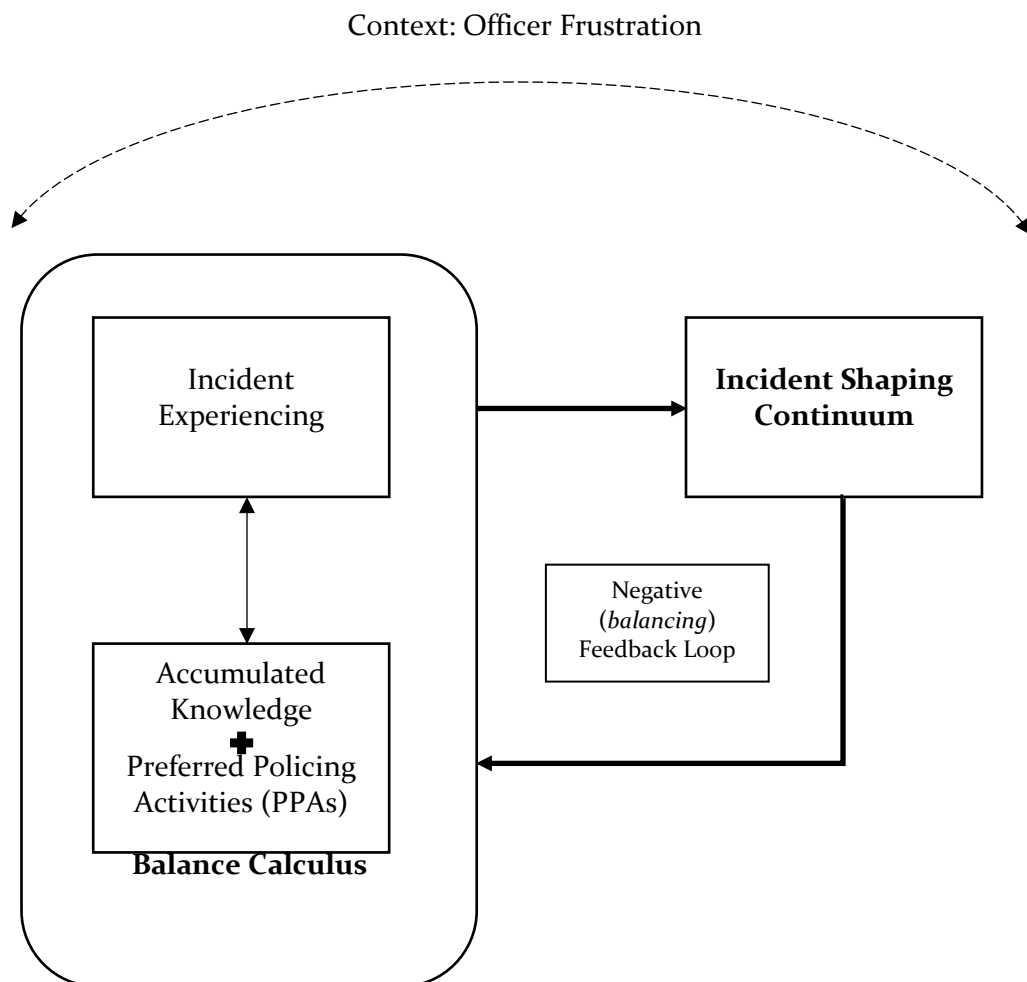 Context: Officer Frustration
Incident
Experiencing
Incident Shaping
Continuum
Negative
(balancing)
Feedback Loop
Accumulated
Knowledge
Preferred Policing
Activities (PPAs)
Balance Calculus